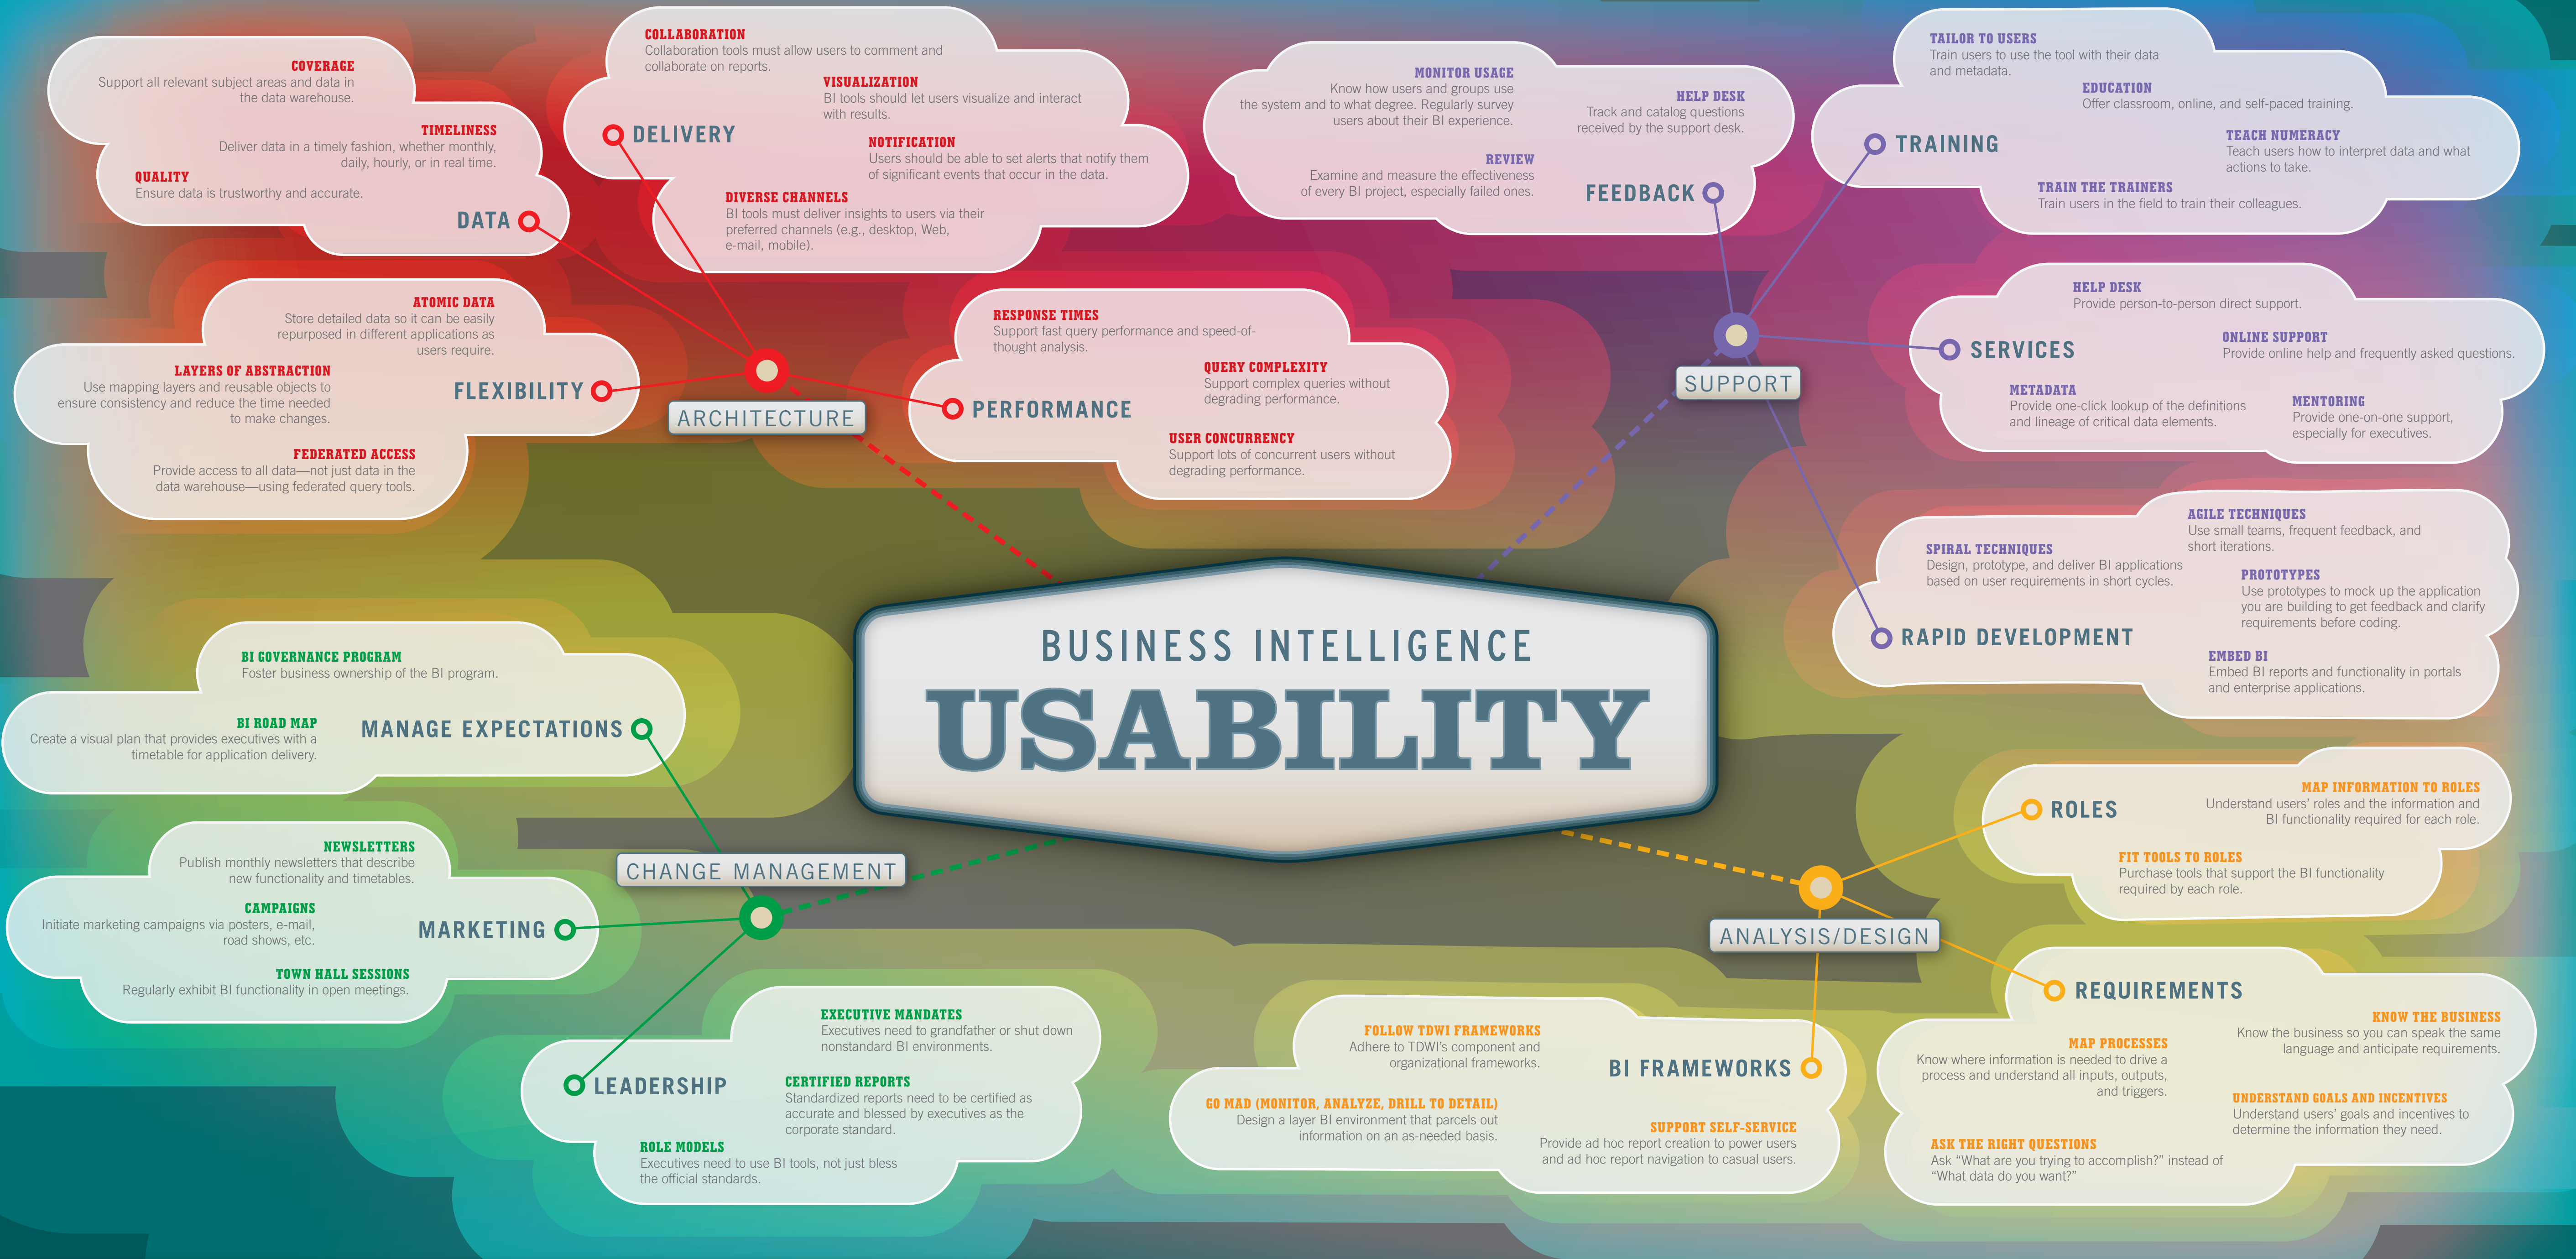 BUSINESS INTELLIGENCE
USABILITY
ARCHITECTURE
DATA
COVERAGE
Support all relevant subject areas and data in
the data warehouse.
TIMELINESS
Deliver data in a timely fashion, whether monthly,
daily, hourly, or in real time.
QUALITY
Ensure data is trustworthy and accurate.
DELIVERY
COLLABORATION
Collaboration tools must allow users to comment and
collaborate on reports.
VISUALIZATION
BI tools should let users visualize and interact
with results.
NOTIFICATION
Users should be able to set alerts that notify them
of significant events that occur in the data.
DIVERSE CHANNELS
BI tools must deliver insights to users via their
preferred channels (e.g., desktop, Web,
e-mail, mobile).
FLEXIBILITY
ATOMIC DATA
Store detailed data so it can be easily
repurposed in different applications as
users require.
LAYERS OF ABSTRACTION
Use mapping layers and reusable objects to
ensure consistency and reduce the time needed
to make changes.
FEDERATED ACCESS
Provide access to all data—not just data in the
data warehouse—using federated query tools.
PERFORMANCE
RESPONSE TIMES
Support fast query performance and speed-of-
thought analysis.
QUERY COMPLEXITY
Support complex queries without
degrading performance.
USER CONCURRENCY
Support lots of concurrent users without
degrading performance.
SUPPORT
FEEDBACK
MONITOR USAGE
Know how users and groups use
the system and to what degree. Regularly survey
users about their BI experience.
HELP DESK
Track and catalog questions
received by the support desk.
REVIEW
Examine and measure the effectiveness
of every BI project, especially failed ones.
TRAINING
TAILOR TO USERS
Train users to use the tool with their data
and metadata.
EDUCATION
Offer classroom, online, and self-paced training.
TEACH NUMERACY
Teach users how to interpret data and what
actions to take.
TRAIN THE TRAINERS
Train users in the field to train their colleagues.
SERVICES
HELP DESK
Provide person-to-person direct support.
ONLINE SUPPORT
Provide online help and frequently asked questions.
METADATA
Provide one-click lookup of the definitions
and lineage of critical data elements.
MENTORING
Provide one-on-one support,
especially for executives.
RAPID DEVELOPMENT
AGILE TECHNIQUES
Use small teams, frequent feedback, and
short iterations.
SPIRAL TECHNIQUES
Design, prototype, and deliver BI applications
based on user requirements in short cycles.
PROTOTYPES
Use prototypes to mock up the application
you are building to get feedback and clarify
requirements before coding.
EMBED BI
Embed BI reports and functionality in portals
and enterprise applications.
CHANGE MANAGEMENT
MANAGE EXPECTATIONS
BI GOVERNANCE PROGRAM
Foster business ownership of the BI program.
BI ROAD MAP
Create a visual plan that provides executives with a
timetable for application delivery.
MARKETING
NEWSLETTERS
Publish monthly newsletters that describe
new functionality and timetables.
CAMPAIGNS
Initiate marketing campaigns via posters, e-mail,
road shows, etc.
TOWN HALL SESSIONS
Regularly exhibit BI functionality in open meetings.
LEADERSHIP
EXECUTIVE MANDATES
Executives need to grandfather or shut down
nonstandard BI environments.
CERTIFIED REPORTS
Standardized reports need to be certified as
accurate and blessed by executives as the
corporate standard.
ROLE MODELS
Executives need to use BI tools, not just bless
the official standards.
ANALYSIS/DESIGN
ROLES
MAP INFORMATION TO ROLES
Understand users’ roles and the information and
BI functionality required for each role.
FIT TOOLS TO ROLES
Purchase tools that support the BI functionality
required by each role.
REQUIREMENTS
KNOW THE BUSINESS
Know the business so you can speak the same
language and anticipate requirements.
MAP PROCESSES
Know where information is needed to drive a
process and understand all inputs, outputs,
and triggers.
UNDERSTAND GOALS AND INCENTIVES
Understand users’ goals and incentives to
determine the information they need.
ASK THE RIGHT QUESTIONS
Ask “What are you trying to accomplish?” instead of
“What data do you want?”
BI FRAMEWORKS
FOLLOW TDWI FRAMEWORKS
Adhere to TDWI’s component and
organizational frameworks.
GO MAD (MONITOR, ANALYZE, DRILL TO DETAIL)
Design a layer BI environment that parcels out
information on an as-needed basis.
SUPPORT SELF-SERVICE
Provide ad hoc report creation to power users
and ad hoc report navigation to casual users.